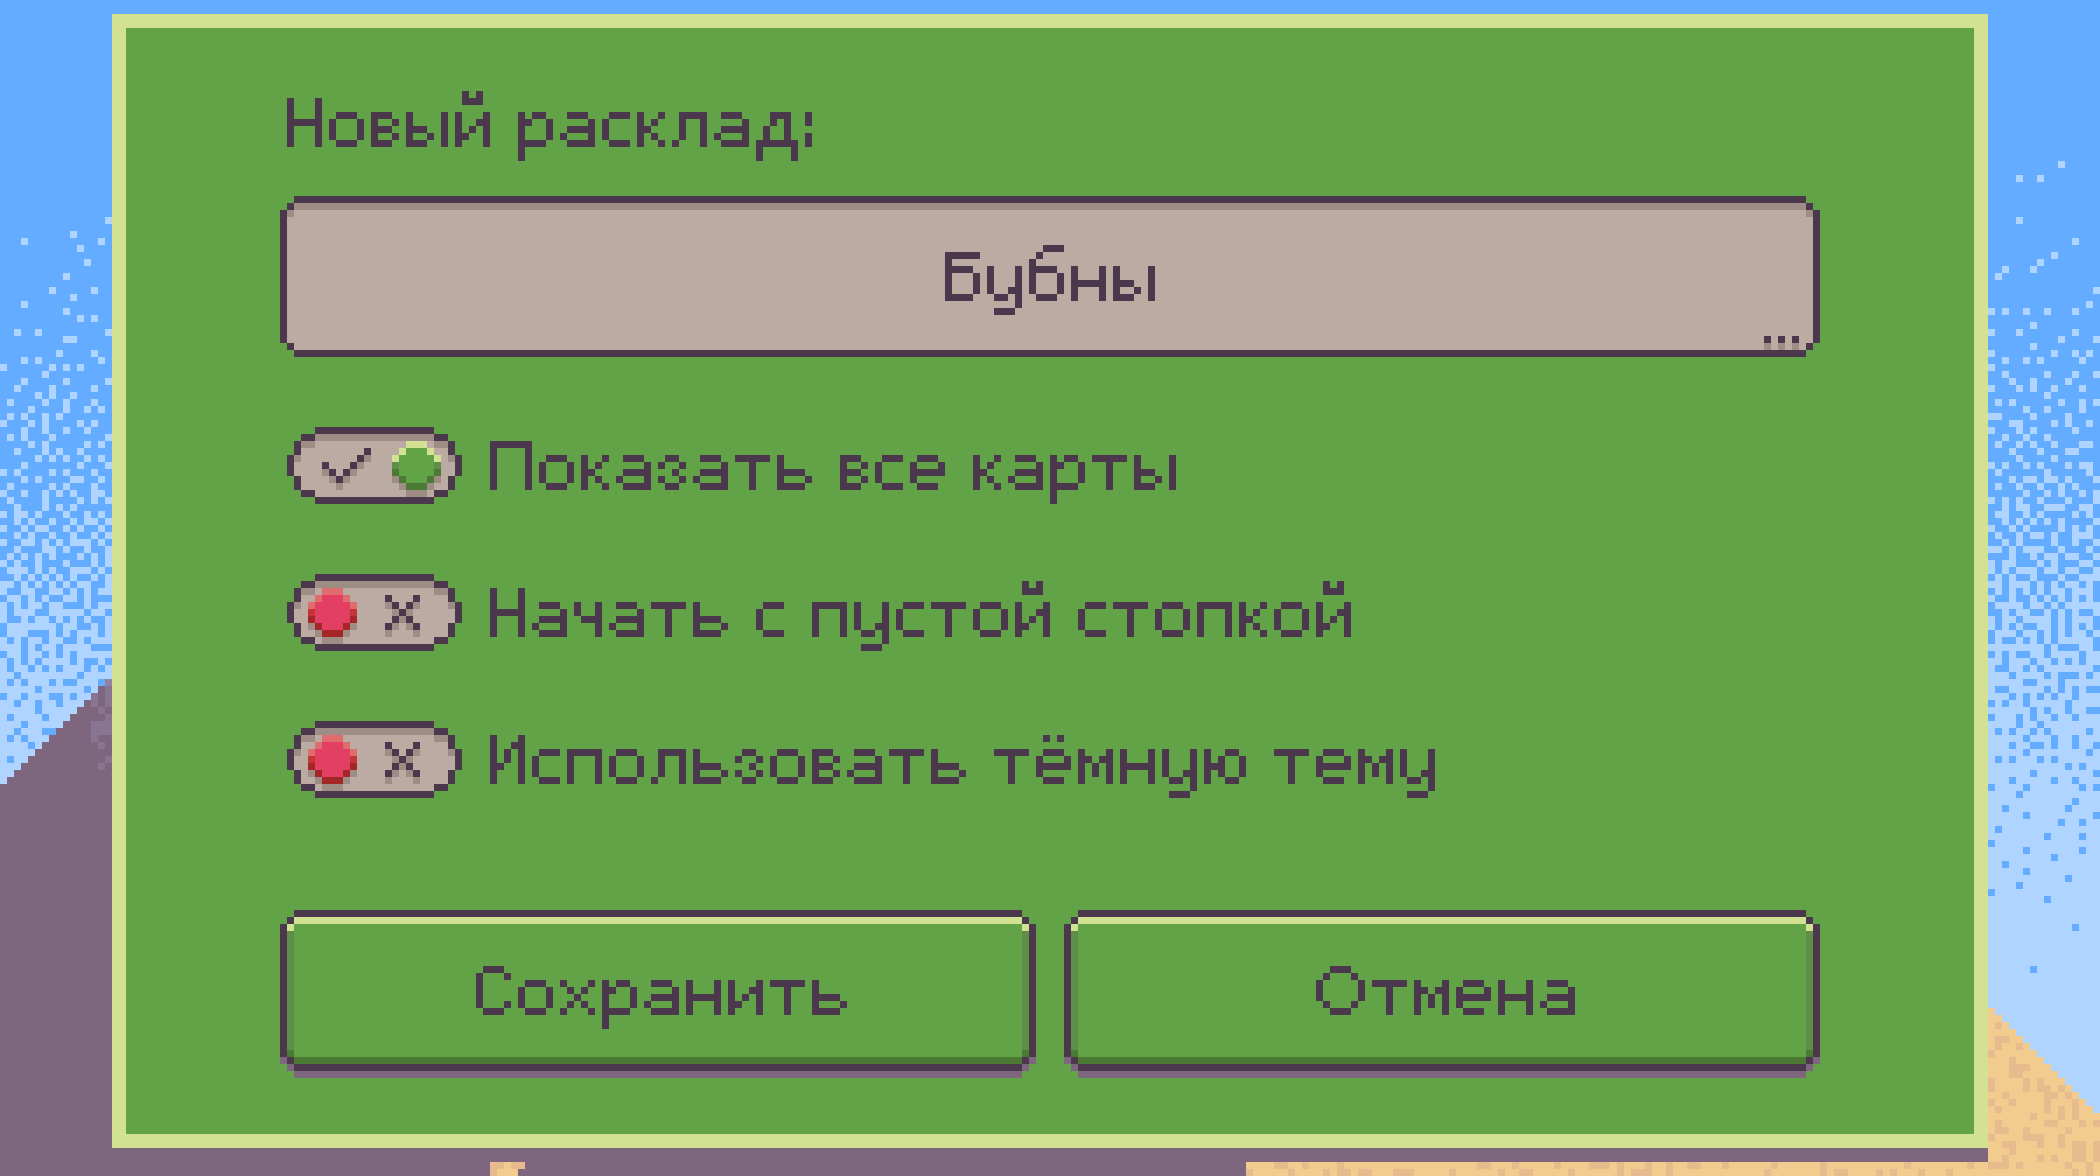 Новый расклад:
Бубны
Показать все карты
Начать с пустой стопкой
Использовать тёмную тему
Сохранить
Отмена